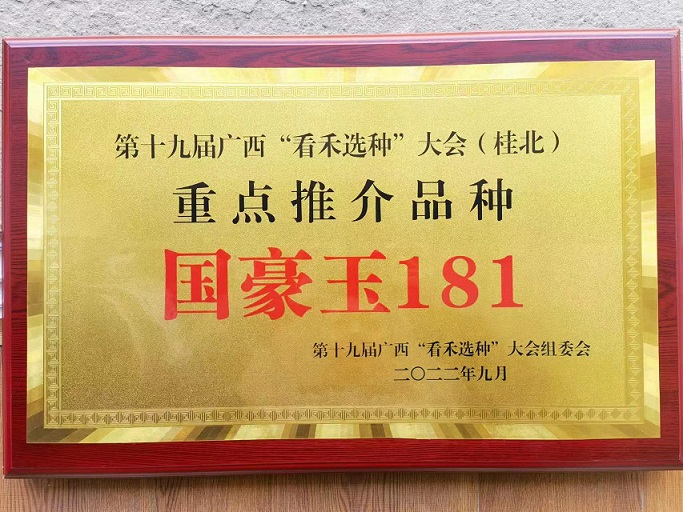 第十九届广西“看禾选种”大会（桂北）
重点推介品种
国豪玉181
第十九届广西“看禾选种”大会组委会
二〇二二年九月